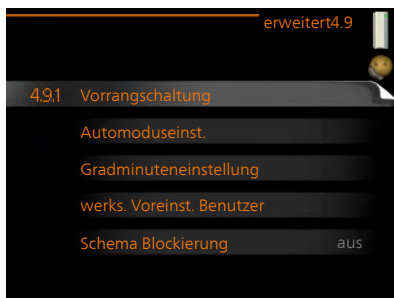 erweitert4.9
4.9.1 Vorrangschaltung
Automoduseinst.
Gradminuteneinstellung
werks. Voreinst. Benutzer
Schema Blockierung aus